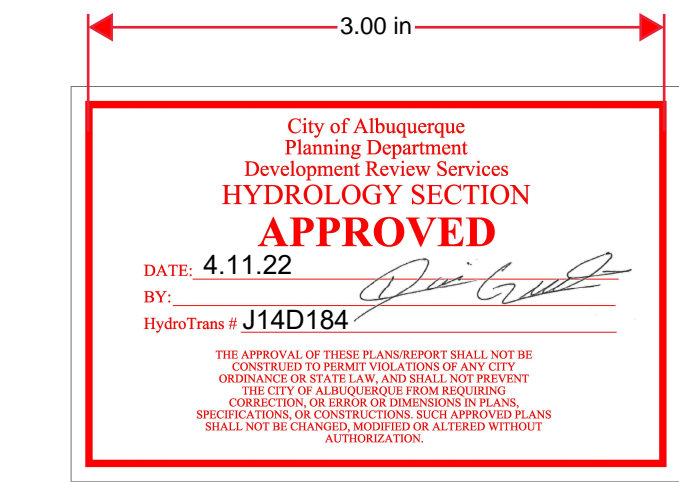 3.00 in
City of Albuquerque
Planning Department
Development Review Services
HYDROLOGY SECTION
APPROVED
DATE: 4.11.22
BY:
HydroTrans # J14D184
THE APPROVAL OF THESE PLANS/REPORT SHALL NOT BE
CONSTRUED TO PERMIT VIOLATIONS OF ANY CITY
ORDINANCE OR STATE LAW, AND SHALL NOT PREVENT
THE CITY OF ALBUQUERQUE FROM REQUIRING
CORRECTION, OR ERROR OR DIMENSIONS IN PLANS,
SPECIFICATIONS, OR CONSTRUCTIONS. SUCH APPROVED PLANS
SHALL NOT BE CHANGED, MODIFIED OR ALTERED WITHOUT
AUTHORIZATION.